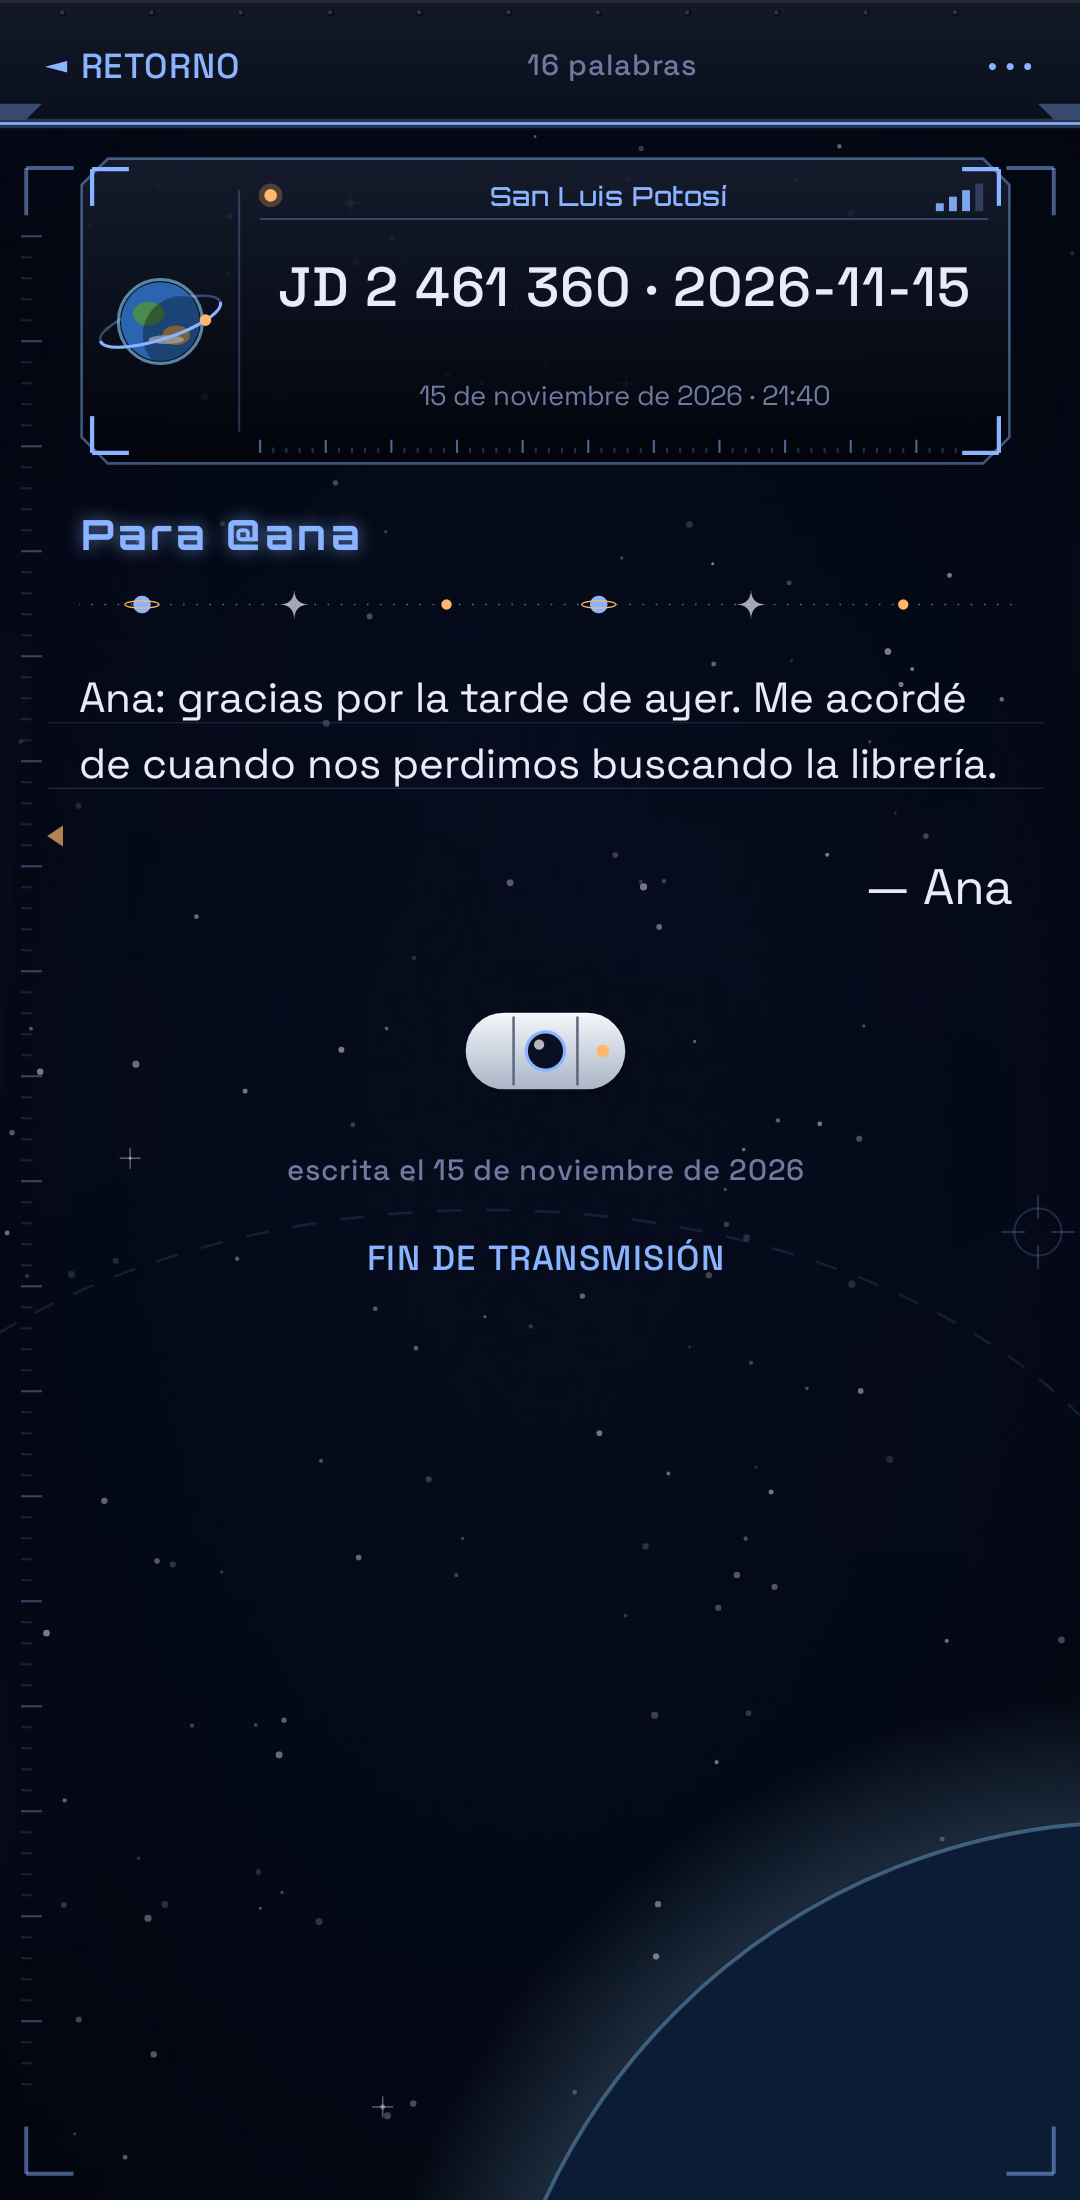 ◄ RETORNO
16 palabras
San Luis Potosí
JD 2 461 360 · 2026-11-15
15 de noviembre de 2026 · 21:40
Para @ana
Ana: gracias por la tarde de ayer. Me acordé
de cuando nos perdimos buscando la librería.
— Ana
escrita el 15 de noviembre de 2026
FIN DE TRANSMISIÓN